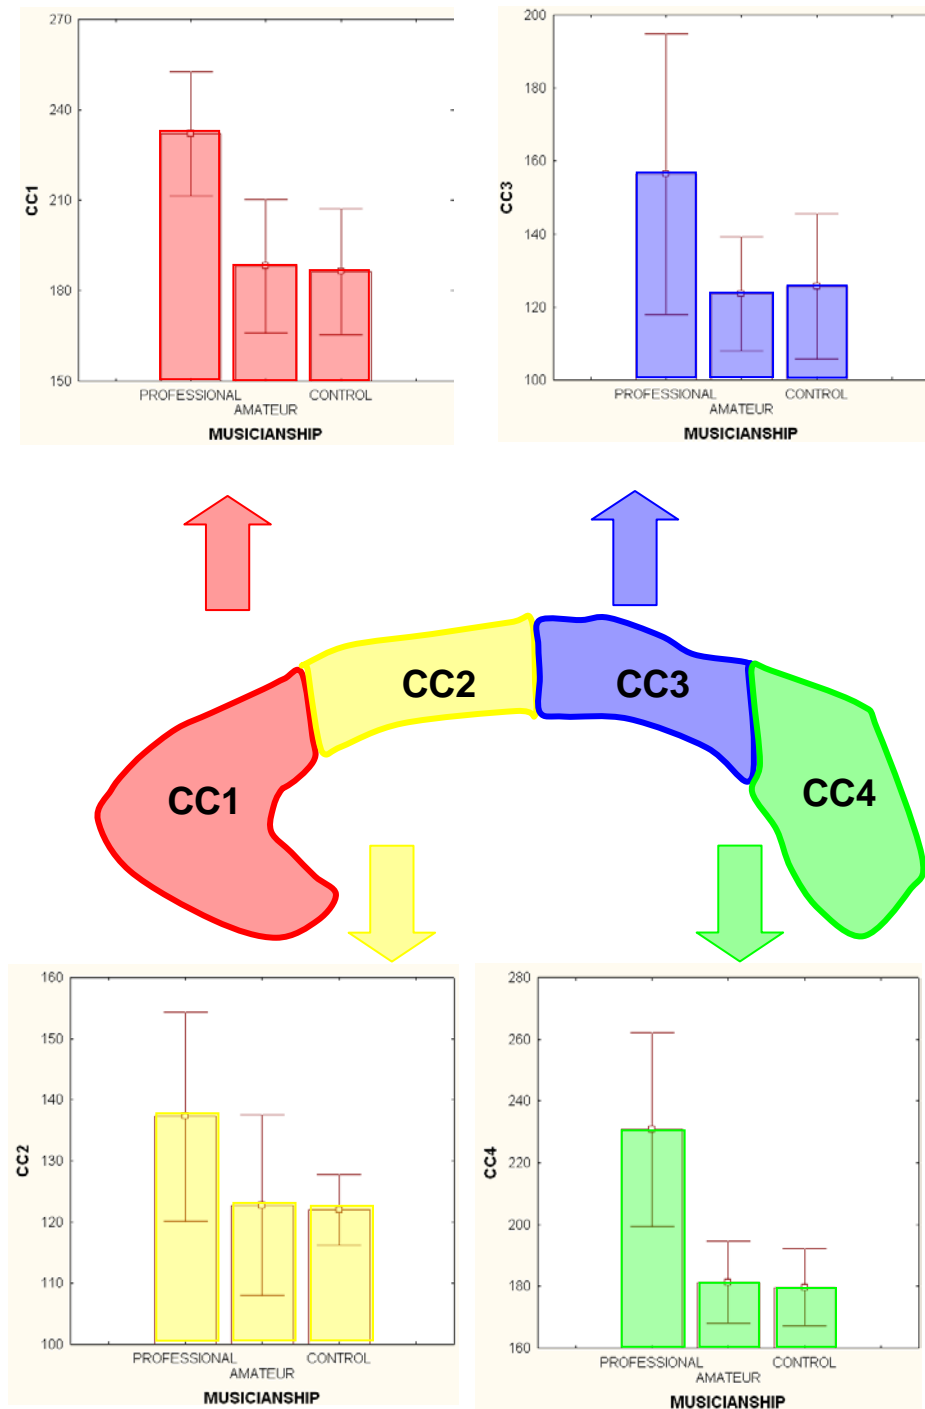 270
240
210
180
150
CC1
PROFESSIONAL
AMATEUR
CONTROL
MUSICIANSHIP
200
180
160
140
120
100
CC3
PROFESSIONAL
AMATEUR
CONTROL
MUSICIANSHIP
CC2
CC3
CC1
CC4
160
150
140
130
120
110
100
CC2
PROFESSIONAL
AMATEUR
CONTROL
MUSICIANSHIP
280
260
240
220
200
180
160
CC4
PROFESSIONAL
AMATEUR
CONTROL
MUSICIANSHIP